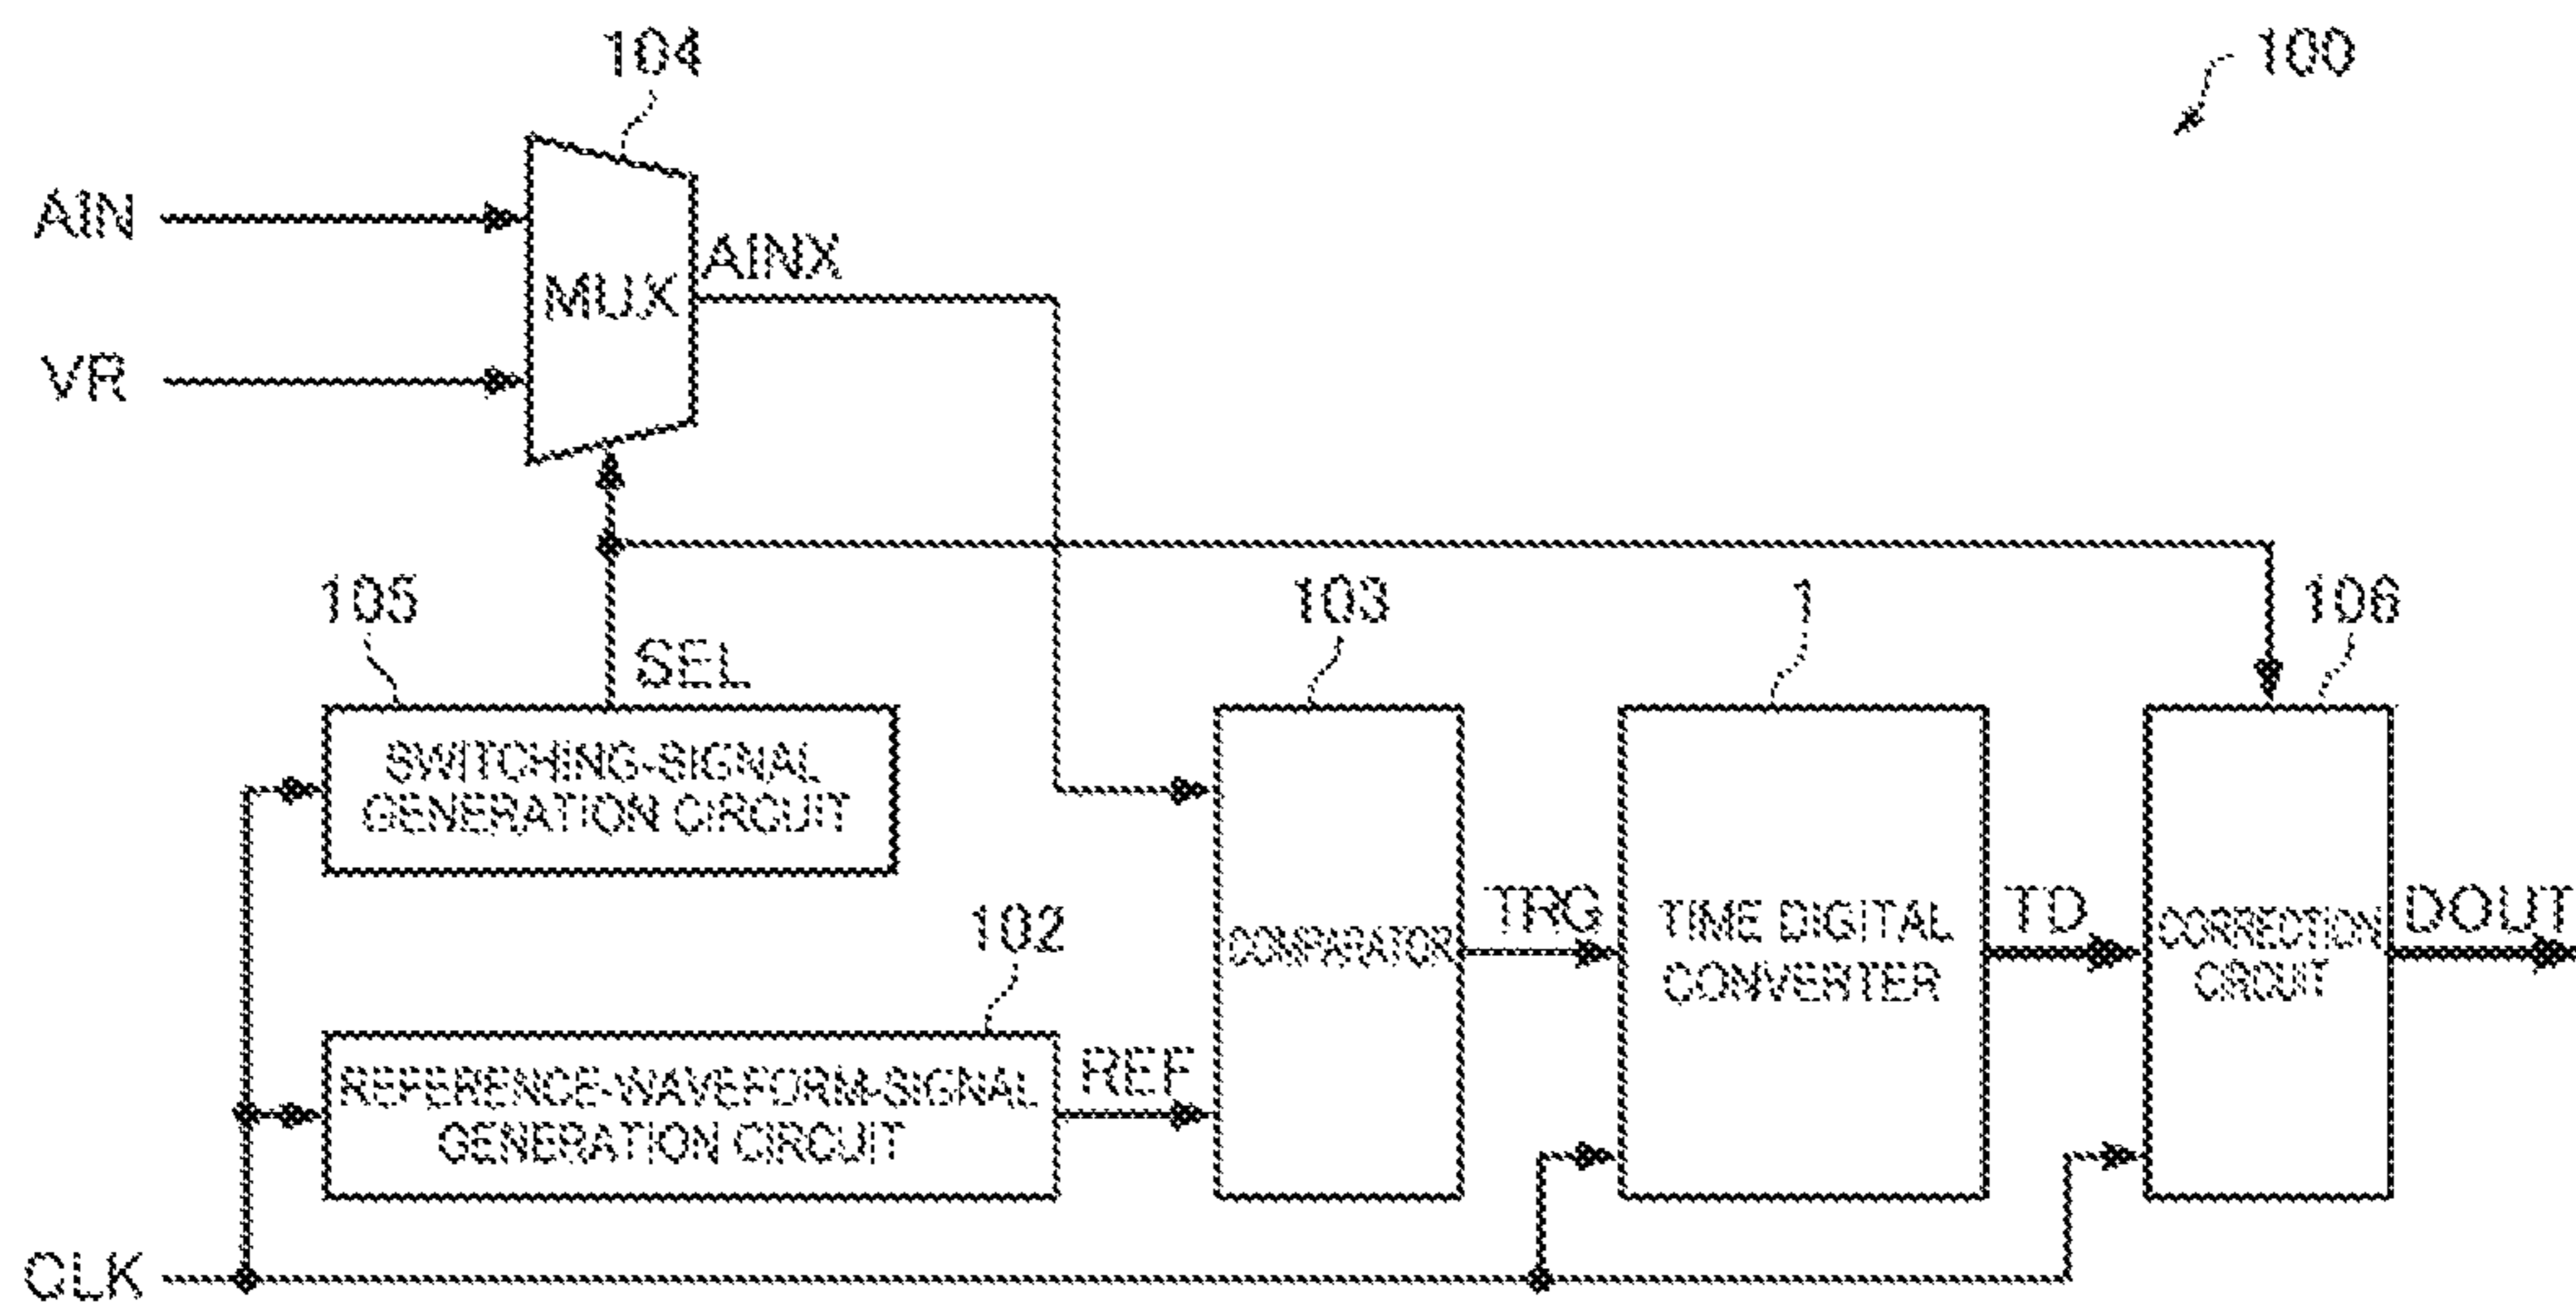 104
100
AIN
AINX
MUX
VR
105
SEL
103
1
106
SWITCHING-SIGNAL
GENERATION CIRCUIT
102
TRG
TD
DOUT
COMPARATOR
TIME DIGITAL
CONVERTER
CORRECTION
CIRCUIT
REF
REFERENCE-WAVEFORM-SIGNAL
GENERATION CIRCUIT
CLK